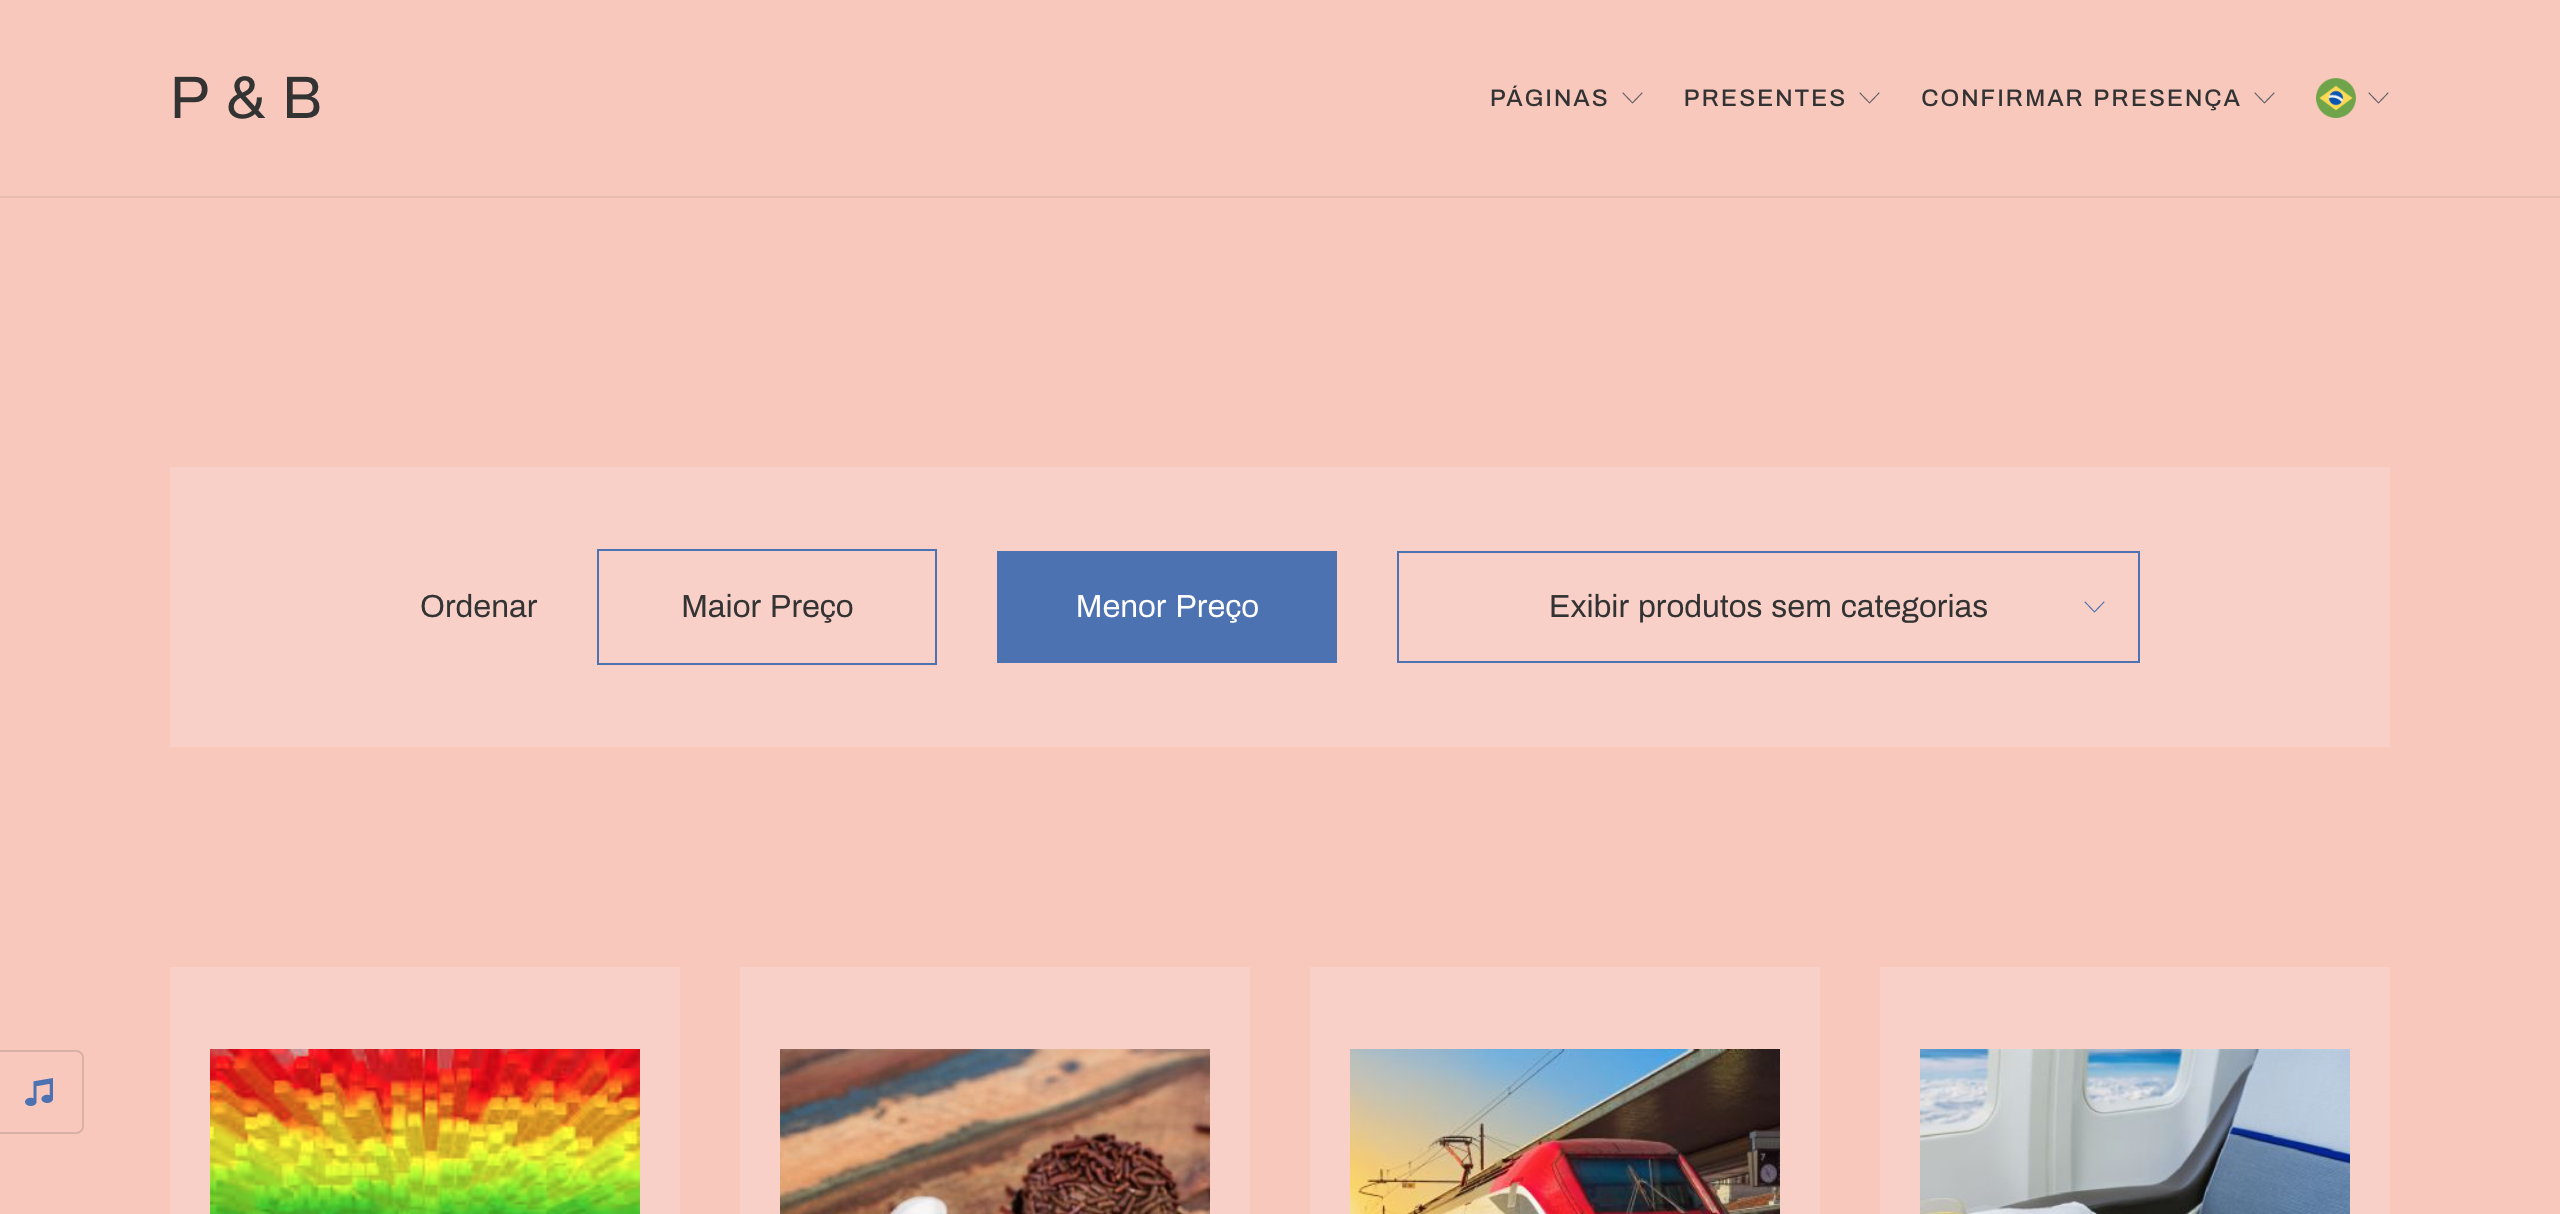 P & B
PÁGINAS
PRESENTES
CONFIRMAR PRESENÇA
Ordenar
Maior Preço
Menor Preço
Exibir produtos sem categorias